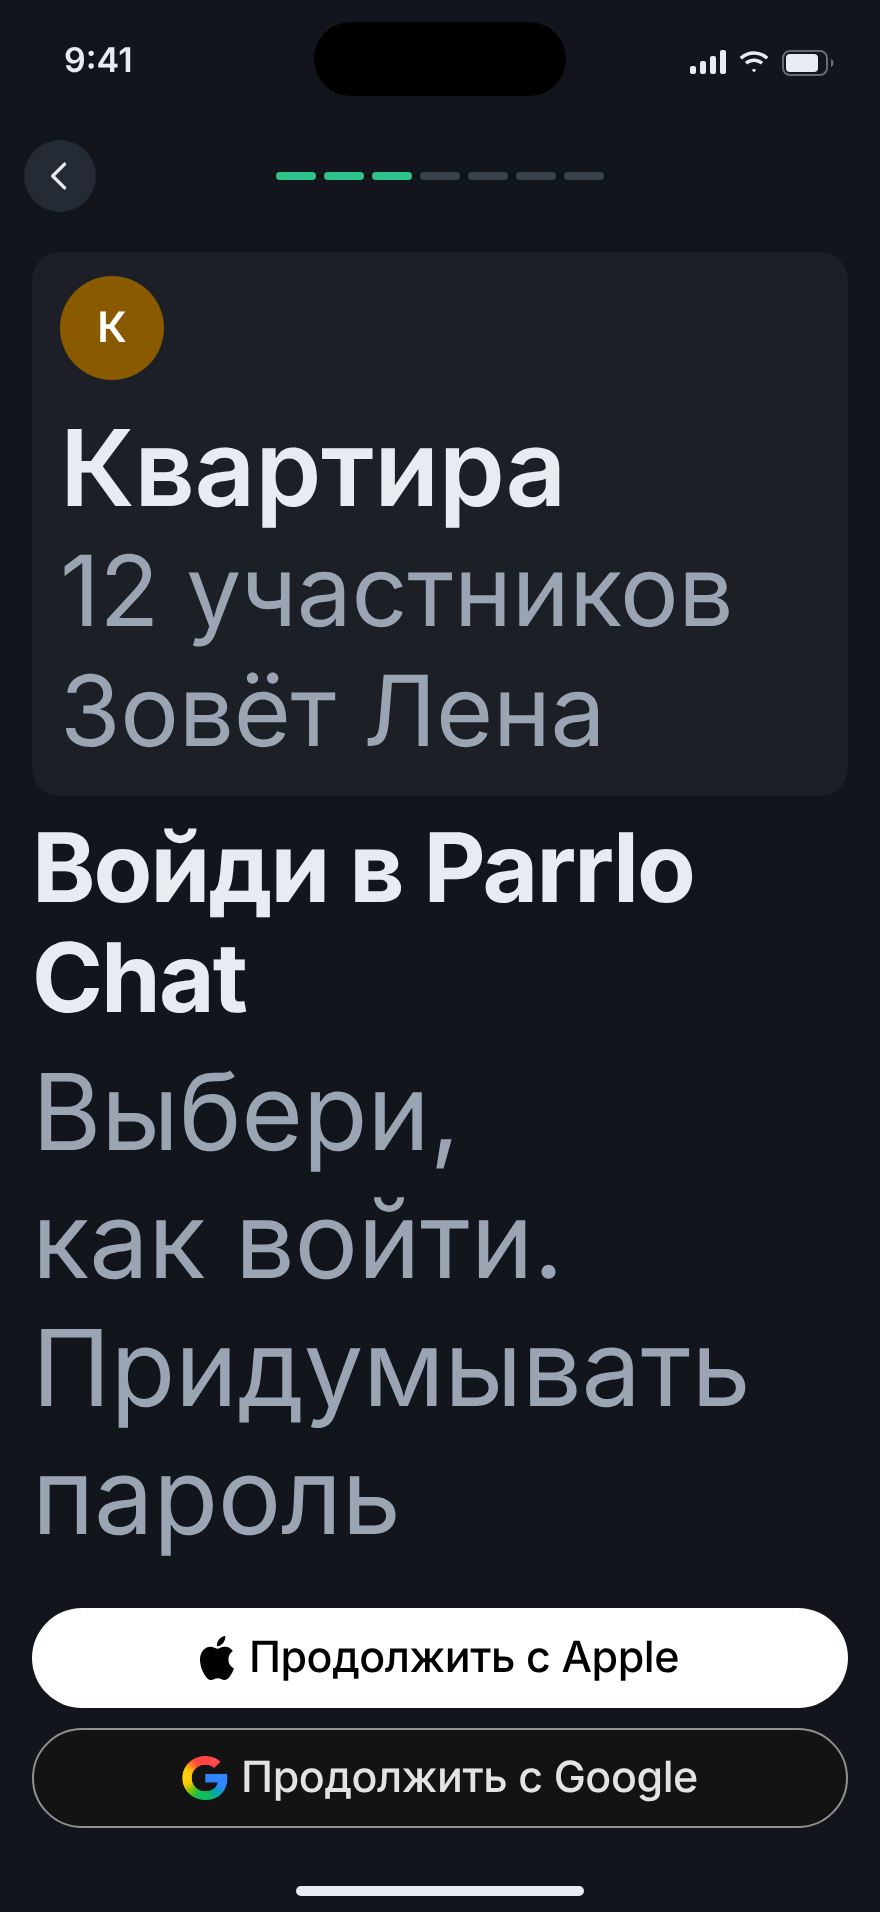 9:41
К
Квартира
12 участников
Зовёт Лена
Войди в Parrlo
Chat
Выбери,
как войти.
Придумывать
пароль
Продолжить с Apple
Продолжить с Google